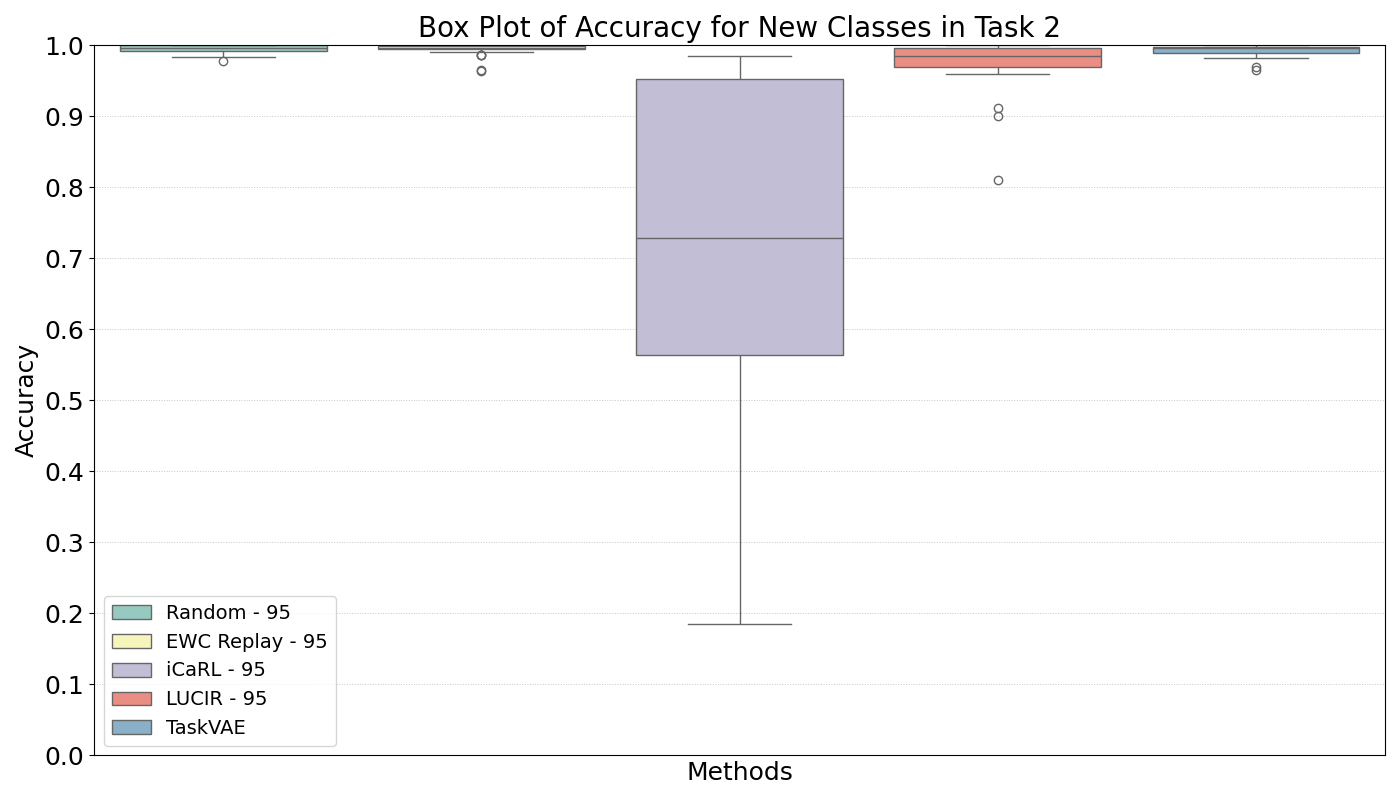 Box Plot of Accuracy for New Classes in Task 2
1.0
0.9
0.8
0.7
0.6
0.5
0.4
0.3
0.2
0.1
0.0
Accuracy
Random - 95
EWC Replay - 95
iCaRL - 95
LUCIR - 95
TaskVAE
Methods